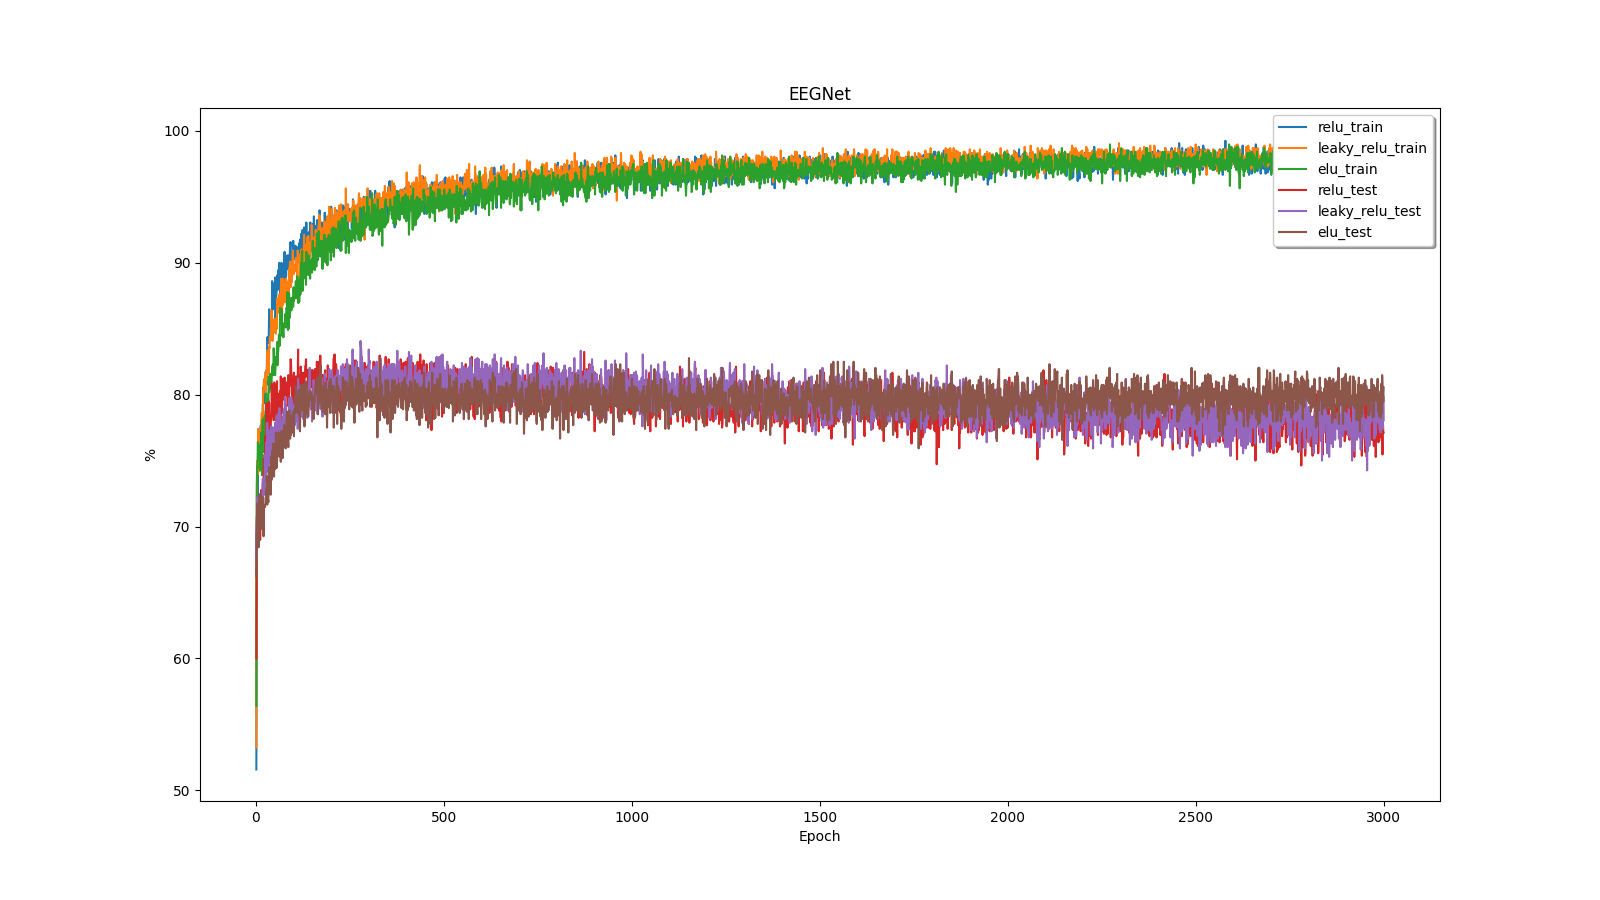 EEGNet
100
90
80
70
60
50
%
0
500
1000
1500
2000
2500
3000
Epoch
relu_train
leaky_relu_train
elu_train
relu_test
leaky_relu_test
elu_test